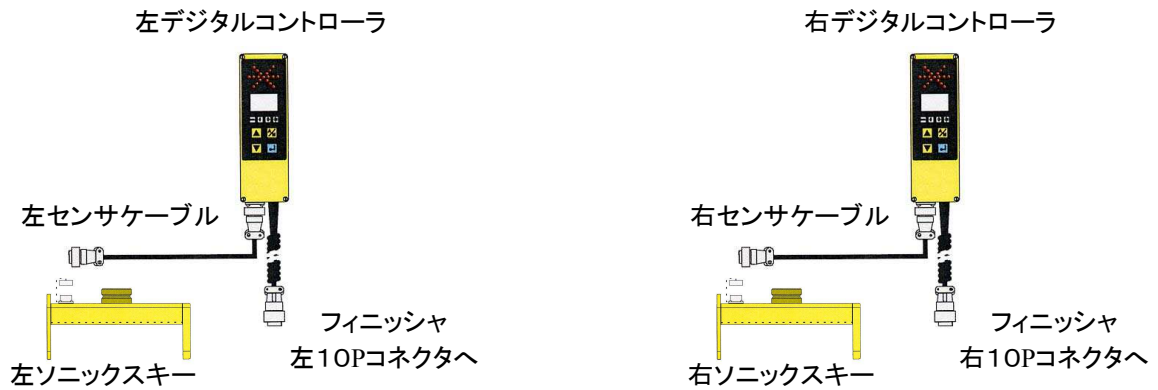 左デジタルコントローラ
右デジタルコントローラ
左センサケーブル
右センサケーブル
フィニッシャ
左10Pコネクタへ
フィニッシャ
右10Pコネクタへ
左ソニックスキー
右ソニックスキー